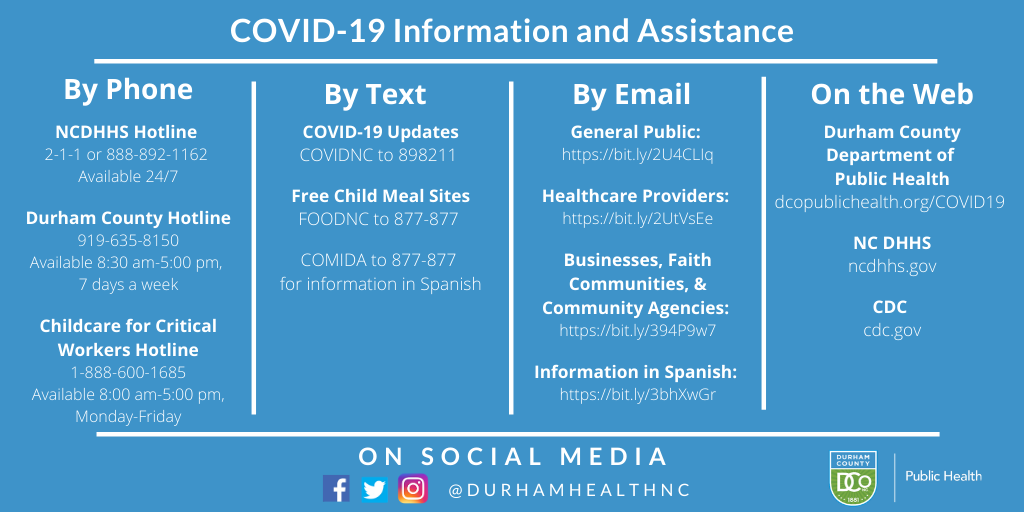 COVID-19 Information and Assistance
By Phone
NCDHHS Hotline
2-1-1 or 888-892-1162
Available 24/7
Durham County Hotline
919-635-8150
Available 8:30 am-5:00 pm,
7 days a week
Childcare for Critical
Workers Hotline
1-888-600-1685
Available 8:00 am-5:00 pm,
Monday-Friday
By Text
COVID-19 Updates
COVIDNC to 898211
Free Child Meal Sites
FOODNC to 877-877
COMIDA to 877-877
for information in Spanish
By Email
General Public:
https://bit.ly/2U4CLIq
Healthcare Providers:
https://bit.ly/2UtVsEe
Businesses, Faith
Communities, &
Community Agencies:
https://bit.ly/394P9w7
Information in Spanish:
https://bit.ly/3bhXwGr
On the Web
Durham County
Department of
Public Health
dcopublichealth.org/COVID19
NC DHHS
ncdhhs.gov
CDC
cdc.gov
ON SOCIAL MEDIA
@DURHAMHEALTHNC
DURHAM
COUNTY
DCO
1881
Public Health